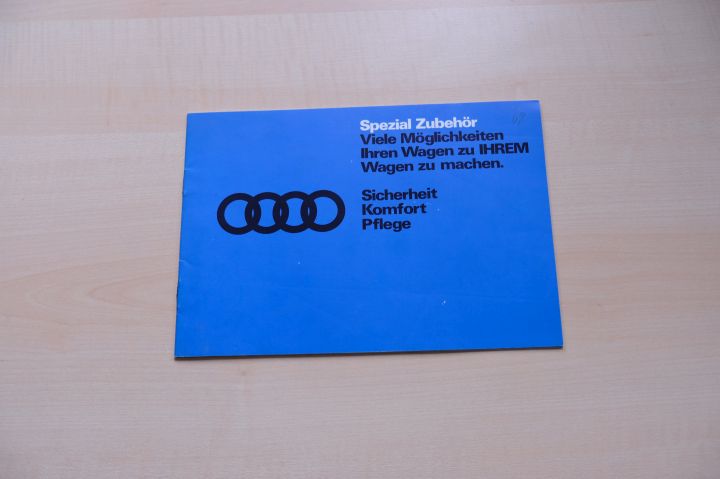 Spezial Zubehör
Viele Möglichkeiten
Ihren Wagen zu IHREM
Wagen zu machen.
Sicherheit
Komfort
Pflege